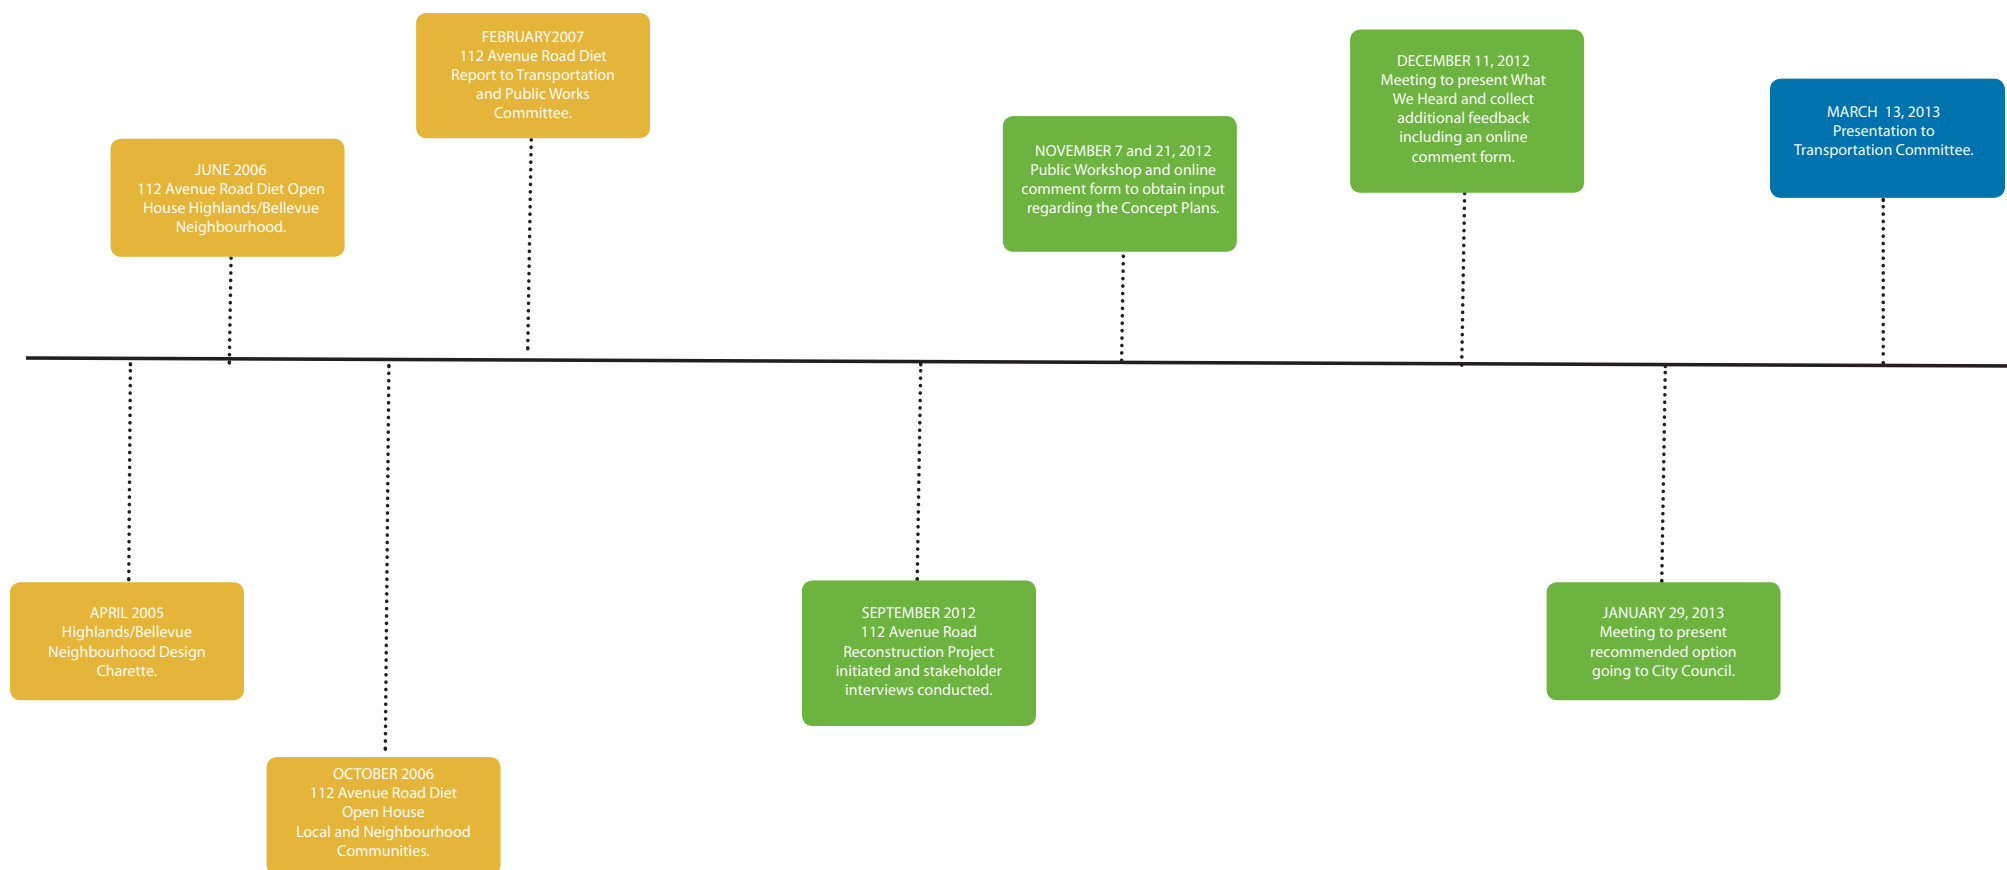 FEBRUARY2007
112 Avenue Road Diet
Report to Transportation
and Public Works
Committee.
JUNE 2006
112 Avenue Road Diet Open
House Highlands/Bellevue
Neighbourhood.
NOVEMBER 7 and 21, 2012
Public Workshop and online
comment form to obtain input
regarding the Concept Plans.
DECEMBER 11, 2012
Meeting to present What
We Heard and collect
additional feedback
including an online
comment form.
MARCH 13, 2013
Presentation to
Transportation Committee.
APRIL 2005
Highlands/Bellevue
Neighbourhood Design
Charette.
OCTOBER 2006
112 Avenue Road Diet
Open House
Local and Neighbourhood
Communities.
SEPTEMBER 2012
112 Avenue Road
Reconstruction Project
initiated and stakeholder
interviews conducted.
JANUARY 29, 2013
Meeting to present
recommended option
going to City Council.